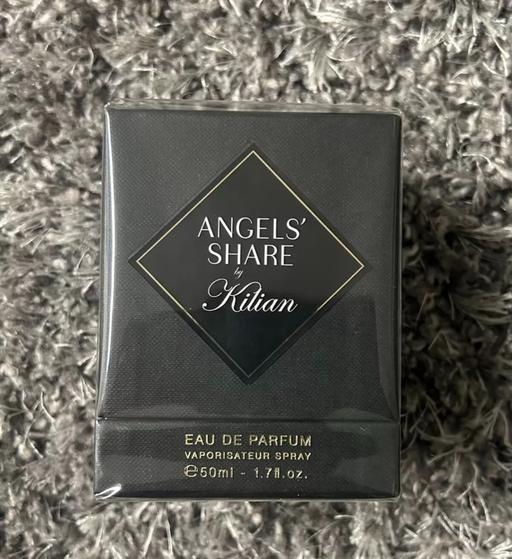 ANGELS'
SHARE
by
Kilian
EAU DE PARFUM
VAPORISATEUR SPRAY
℮50ml - 1.7fl.oz.